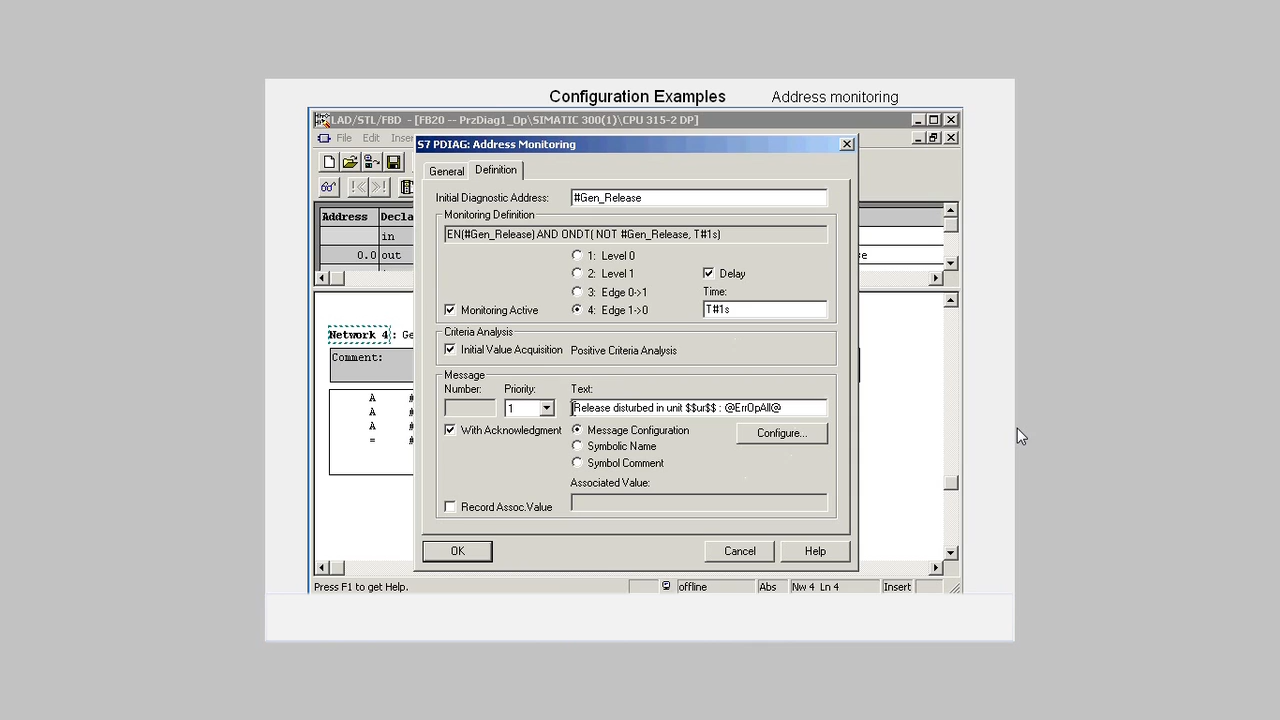 Configuration Examples Address monitoring
LAD/STL/FBD - [FB20 -- PrzDiag1_Op\SIMATIC 300(1)\CPU 315-2 DP]
File Edit Inser
S7 PDIAG: Address Monitoring
General Definition
Initial Diagnostic Address: #Gen_Release
Monitoring Definition
EN(#Gen_Release) AND ONDT( NOT #Gen_Release, T#1s)
1: Level 0
2: Level 1 Delay
3: Edge 0->1 Time:
Monitoring Active 4: Edge 1->0 T#1s
Criteria Analysis
Initial Value Acquisition Positive Criteria Analysis
Message
Number: Priority: Text:
1 Release disturbed in unit $$ur$$ : @ErrOpAll@
With Acknowledgment Message Configuration Configure...
Symbolic Name
Symbol Comment
Associated Value:
Record Assoc.Value
OK Cancel Help
Address Decla
in
0.0 out
Network 4 : Ge
Comment:
A #
A #
A #
= #
Press F1 to get Help. offline Abs Nw 4 Ln 4 Insert